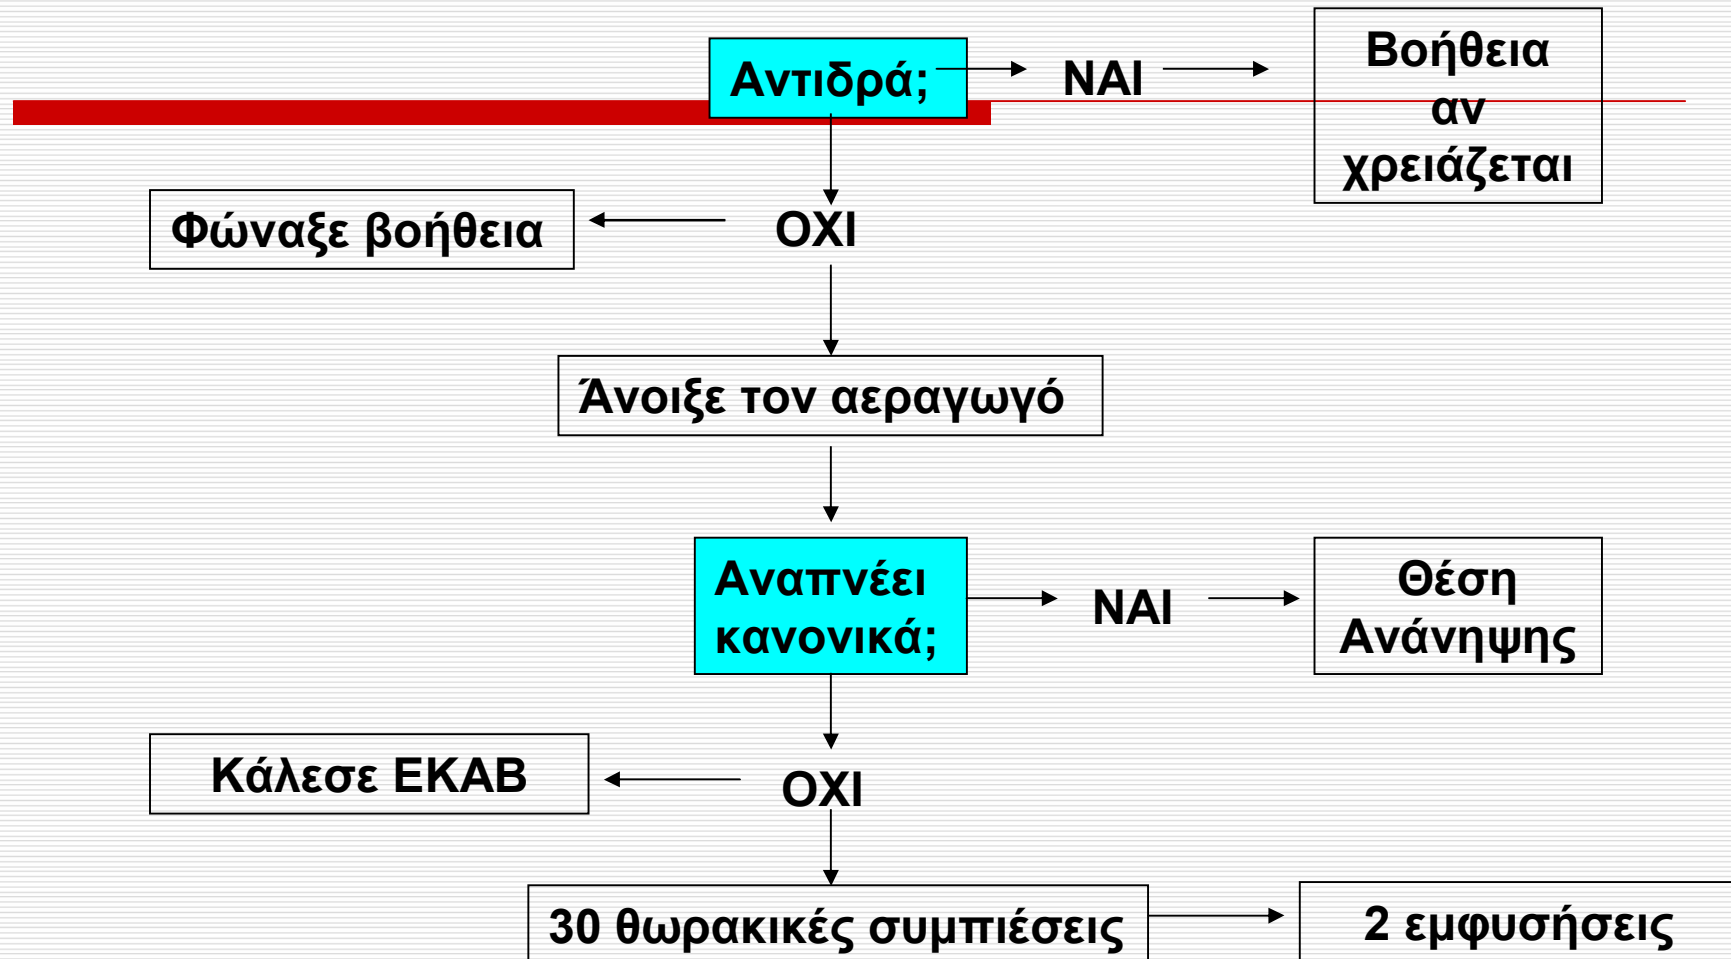 Αντιδρά;
ΝΑΙ
Βοήθεια
αν
χρειάζεται
Φώναξε βοήθεια
ΟΧΙ
Άνοιξε τον αεραγωγό
Αναπνέει
κανονικά;
ΝΑΙ
Θέση
Ανάνηψης
Κάλεσε ΕΚΑΒ
ΟΧΙ
30 θωρακικές συμπιέσεις
2 εμφυσήσεις